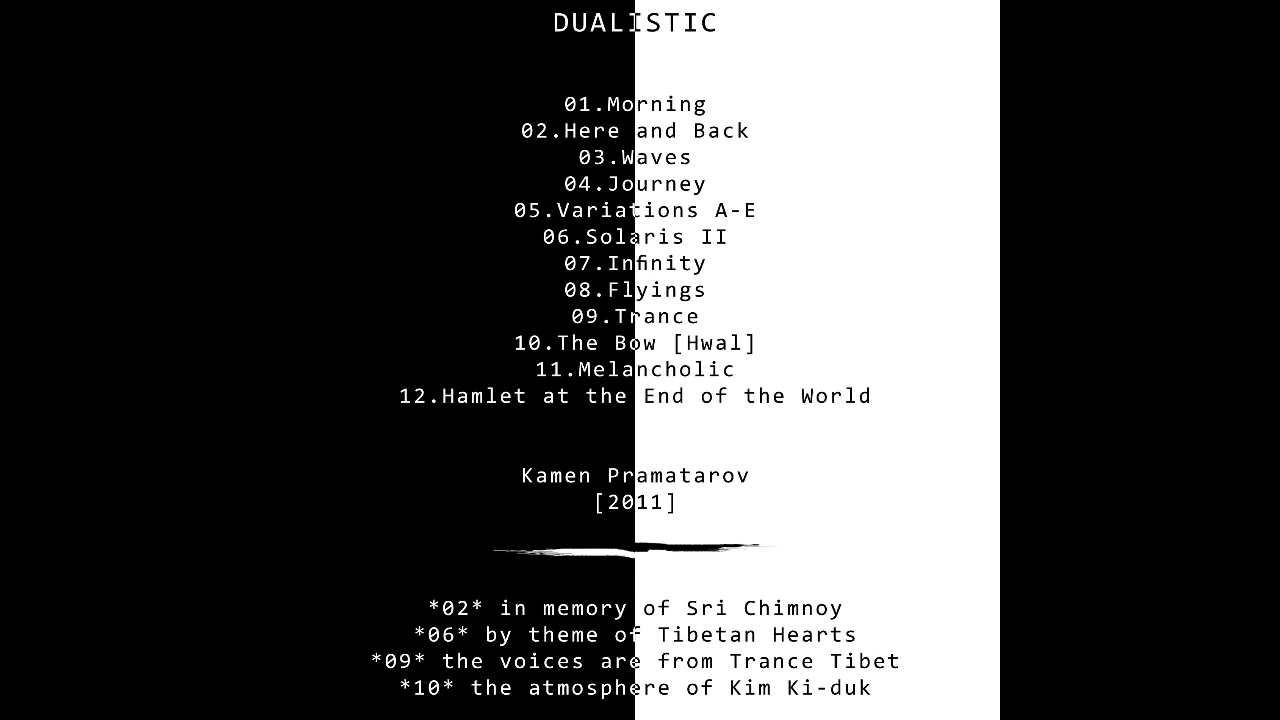 DUALISTIC
01.Morning
02.Here and Back
03.Waves
04.Journey
05.Variations A-E
06.Solaris II
07.Infinity
08.Flyings
09.Trance
10.The Bow [Hwal]
11.Melancholic
12.Hamlet at the End of the World
Kamen Pramatarov
[2011]
*02* in memory of Sri Chimnoy
*06* by theme of Tibetan Hearts
*09* the voices are from Trance Tibet
*10* the atmosphere of Kim Ki-duk